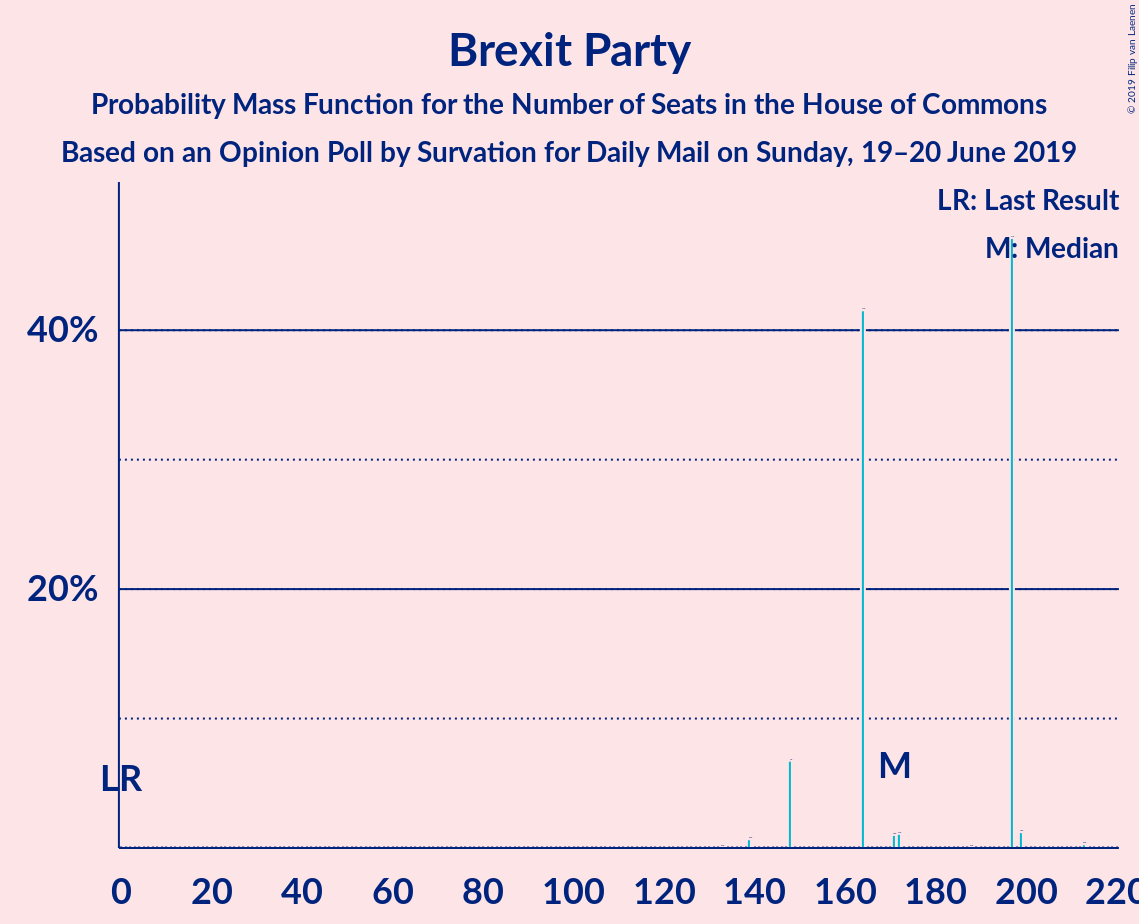 Brexit Party
Probability Mass Function for the Number of Seats in the House of Commons
Based on an Opinion Poll by Survation for Daily Mail on Sunday, 19–20 June 2019
© 2019 Filip van Laenen
LR: Last Result
M: Median
40%
20%
LR
M
0 20 40 60 80 100 120 140 160 180 200 220